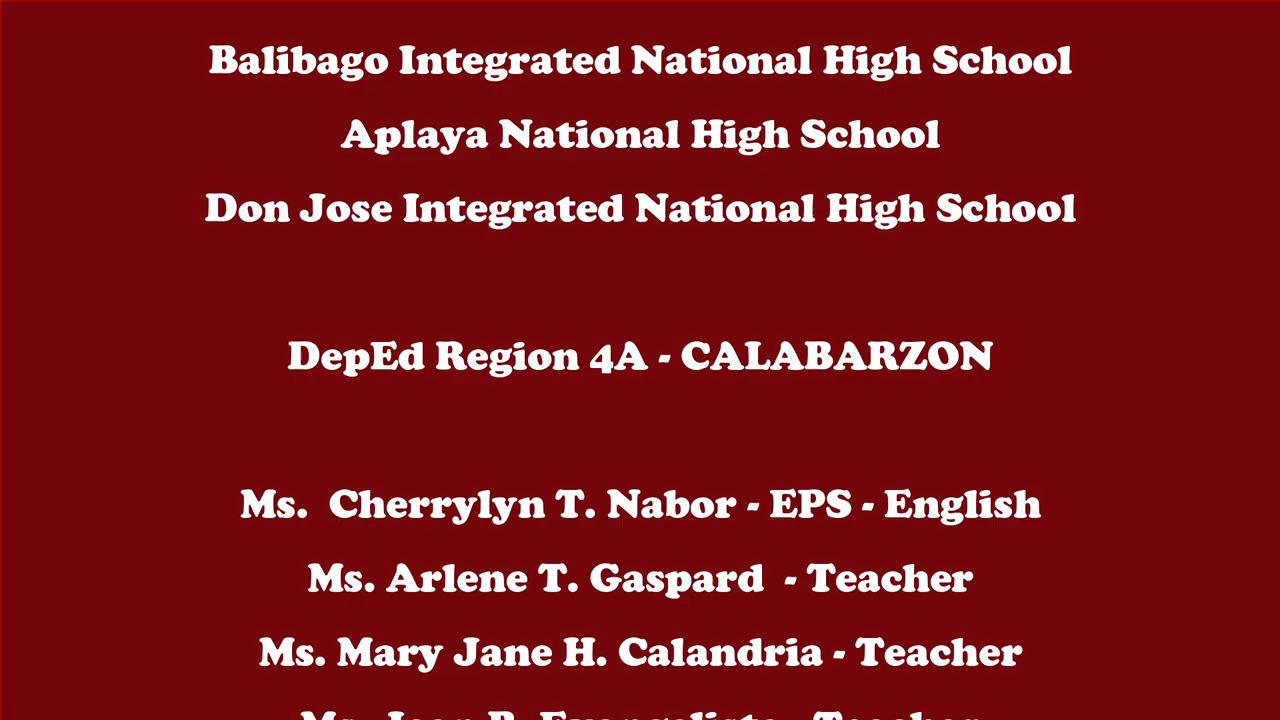 Balibago Integrated National High School
Aplaya National High School
Don Jose Integrated National High School
DepEd Region 4A - CALABARZON
Ms.  Cherrylyn T. Nabor - EPS - English
Ms. Arlene T. Gaspard  - Teacher
Ms. Mary Jane H. Calandria - Teacher